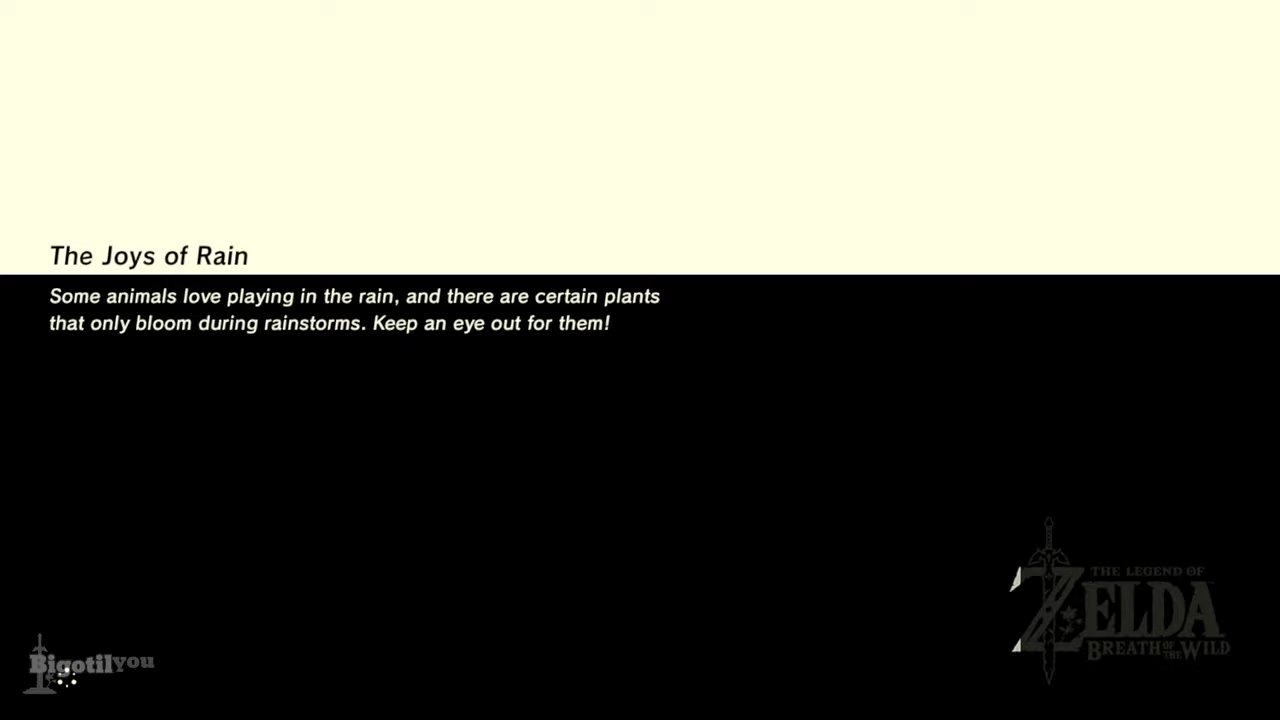 The Joys of Rain
Some animals love playing in the rain, and there are certain plants
that only bloom during rainstorms. Keep an eye out for them!
THE LEGEND OF
ZELDA
BREATH OF THE WILD
Bigotilyou